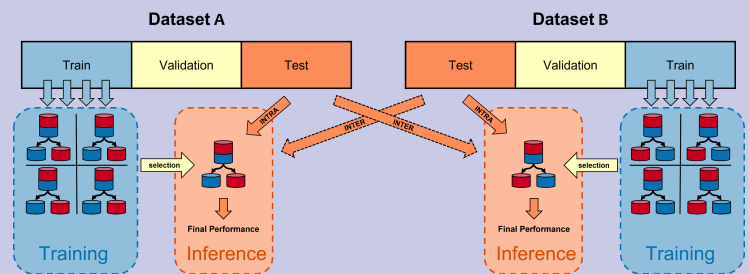 Dataset A
Dataset B
Train
Validation
Test
Test
Validation
Train
INTRA
INTER
INTER
INTRA
selection
selection
Final Performance
Final Performance
Training
Inference
Inference
Training